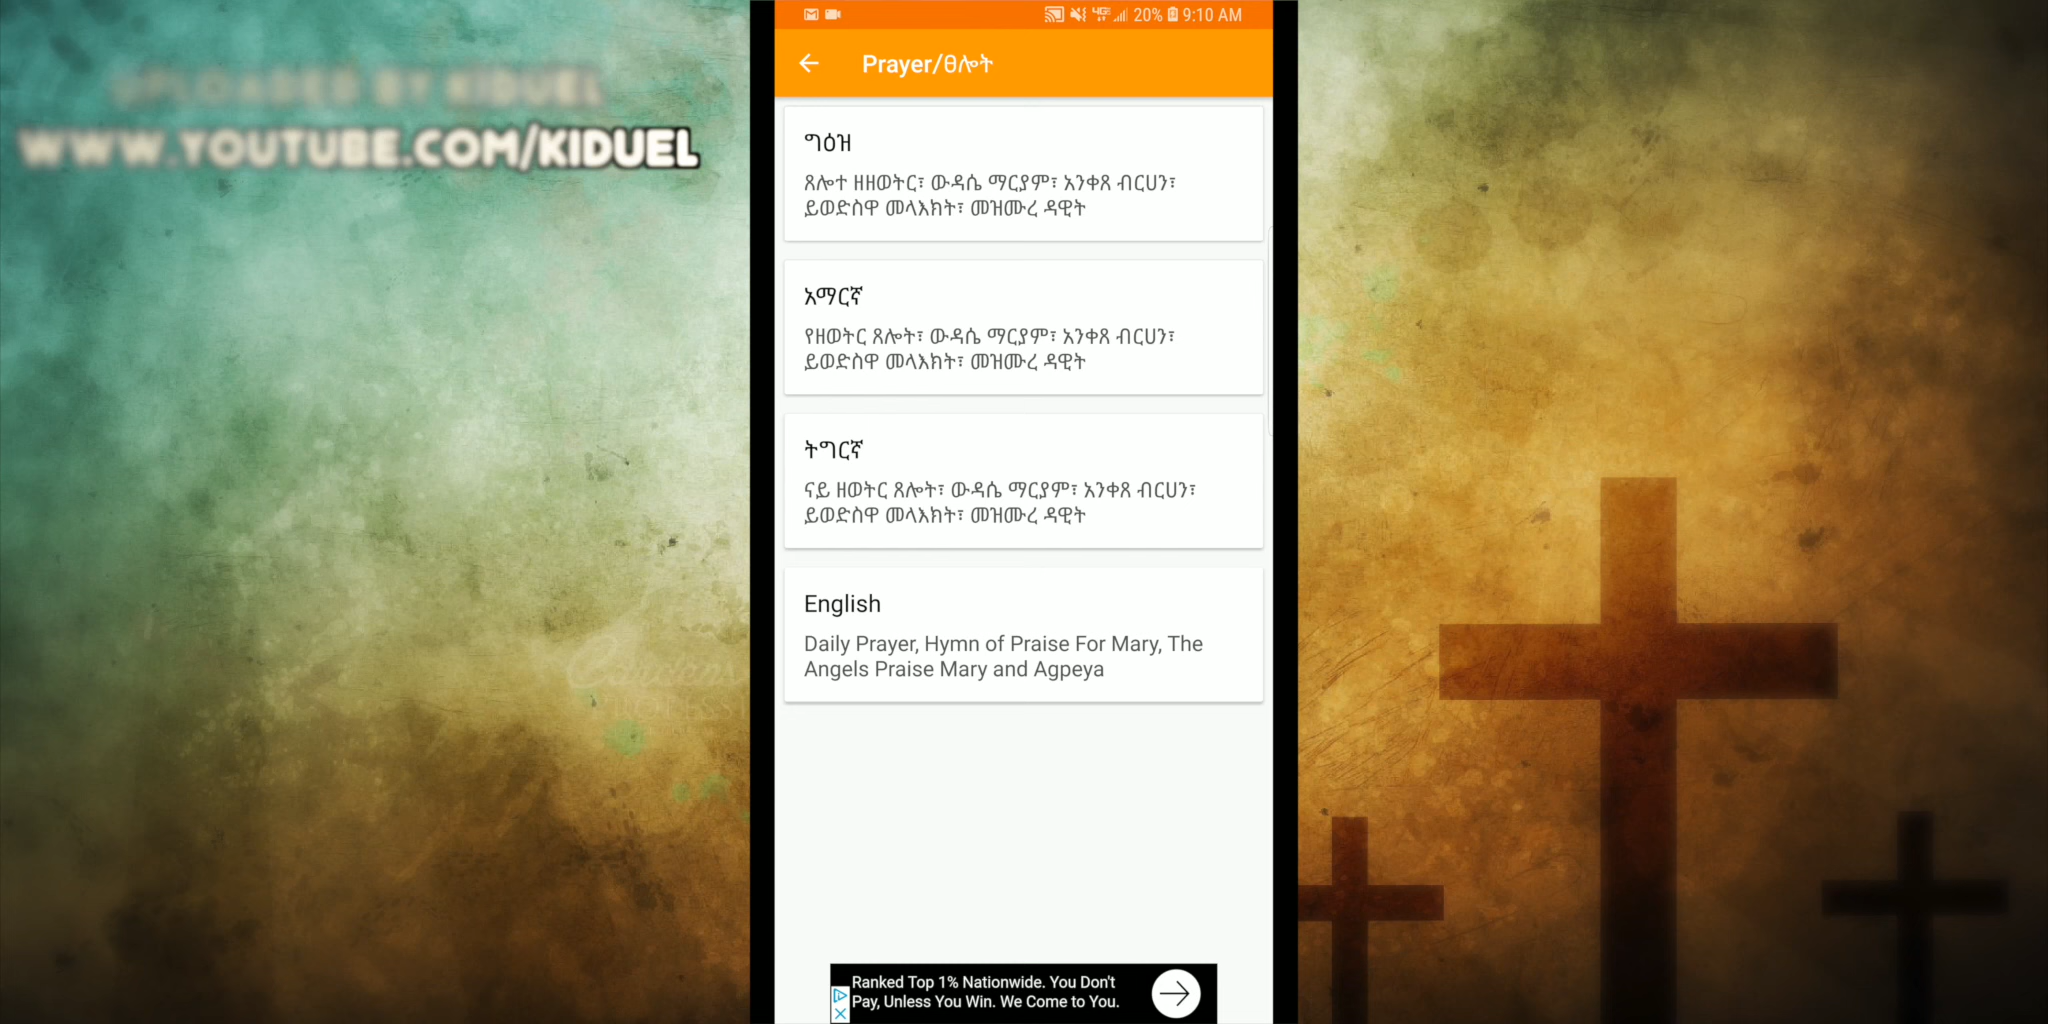 UPLOADED BY KIDUEL
WWW.YOUTUBE.COM/KIDUEL
20% 9:10 AM
Prayer/ፀሎት
ግዕዝ
ጸሎተ ዘዘወትር፣ ውዳሴ ማርያም፣ አንቀጸ ብርሀን፣
ይወድስዋ መላእክት፣ መዝሙረ ዳዊት
አማርኛ
የዘወትር ጸሎት፣ ውዳሴ ማርያም፣ አንቀጸ ብርሀን፣
ይወድስዋ መላእክት፣ መዝሙረ ዳዊት
ትግርኛ
ናይ ዘወትር ጸሎት፣ ውዳሴ ማርያም፣ አንቀጸ ብርሀን፣
ይወድስዋ መላእክት፣ መዝሙረ ዳዊት
English
Daily Prayer, Hymn of Praise For Mary, The
Angels Praise Mary and Agpeya
Ranked Top 1% Nationwide. You Don't
Pay, Unless You Win. We Come to You.